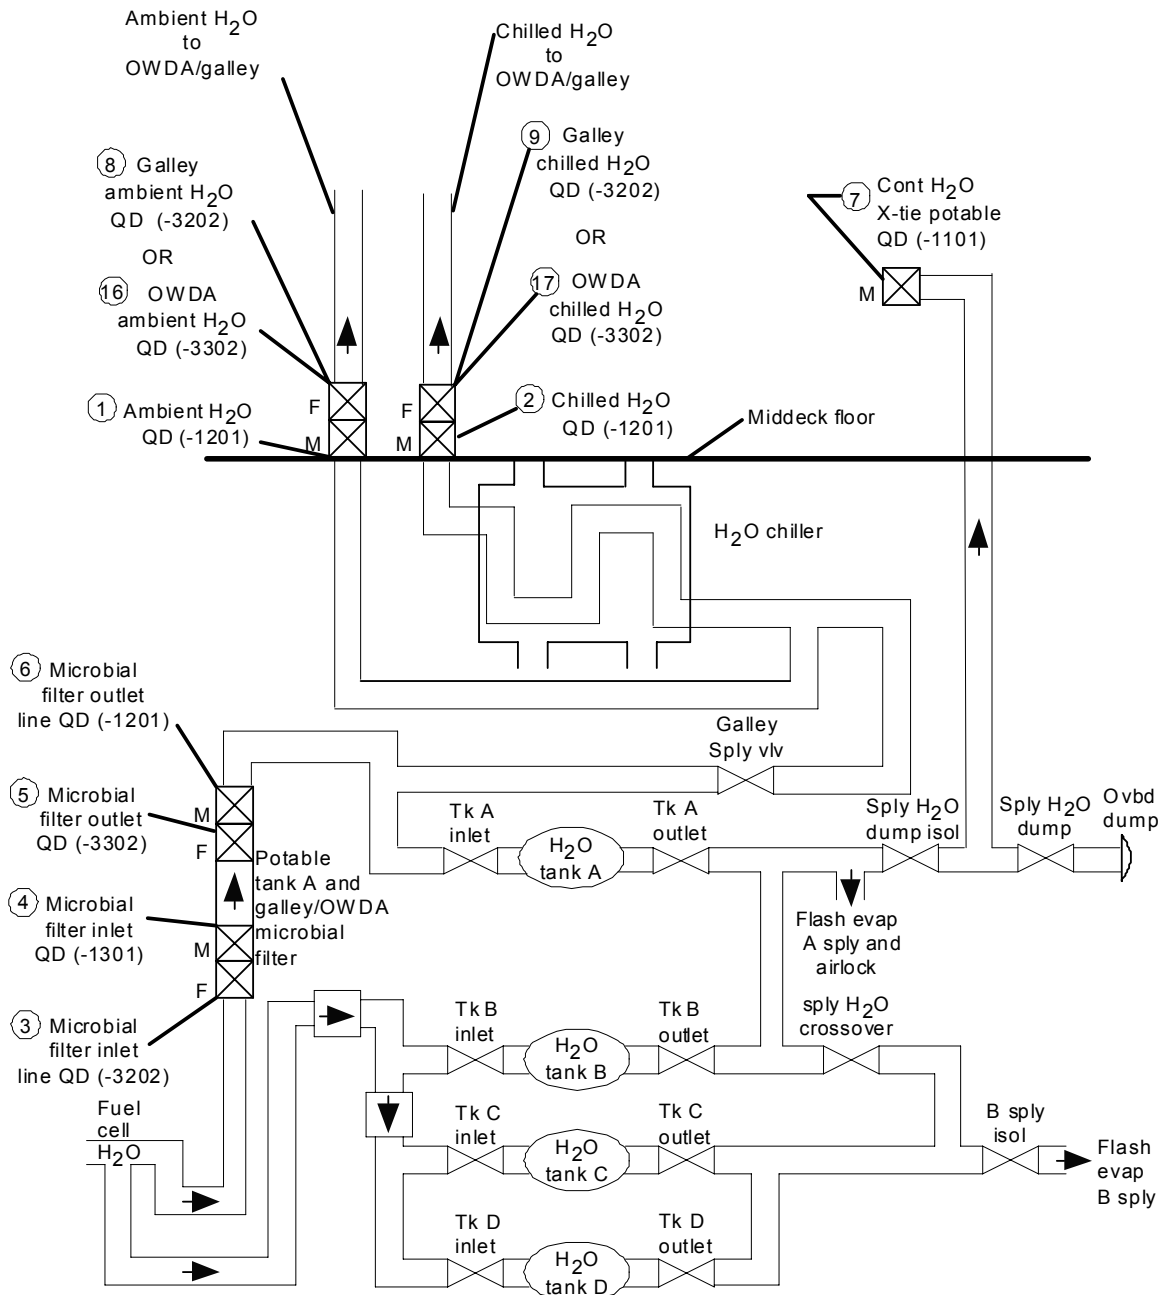 Ambient H2O
to
OWDA/galley
Chilled H2O
to
OWDA/galley
8 Galley
ambient H2O
QD (-3202)
OR
16 OWDA
ambient H2O
QD (-3302)
1 Ambient H2O
QD (-1201)
9 Galley
chilled H2O
QD (-3202)
OR
17 OWDA
chilled H2O
QD (-3302)
2 Chilled H2O
QD (-1201)
7 Cont H2O
X-tie potable
QD (-1101)
M
F
M
F
M
Middeck floor
H2O chiller
6 Microbial
filter outlet
line QD (-1201)
5 Microbial
filter outlet
QD (-3302)
4 Microbial
filter inlet
QD (-1301)
3 Microbial
filter inlet
line QD (-3202)
M
F
M
F
Potable
tank A and
galley/OWDA
microbial
filter
Galley
Sply vlv
Tk A
inlet
H2O
tank A
Tk A
outlet
Sply H2O
dump isol
Sply H2O
dump
Ovbd
dump
Flash evap
A sply and
airlock
sply H2O
crossover
Tk B
inlet
H2O
tank B
Tk B
outlet
Fuel
cell
H2O
Tk C
inlet
H2O
tank C
Tk C
outlet
B sply
isol
Flash
evap
B sply
Tk D
inlet
H2O
tank D
Tk D
outlet